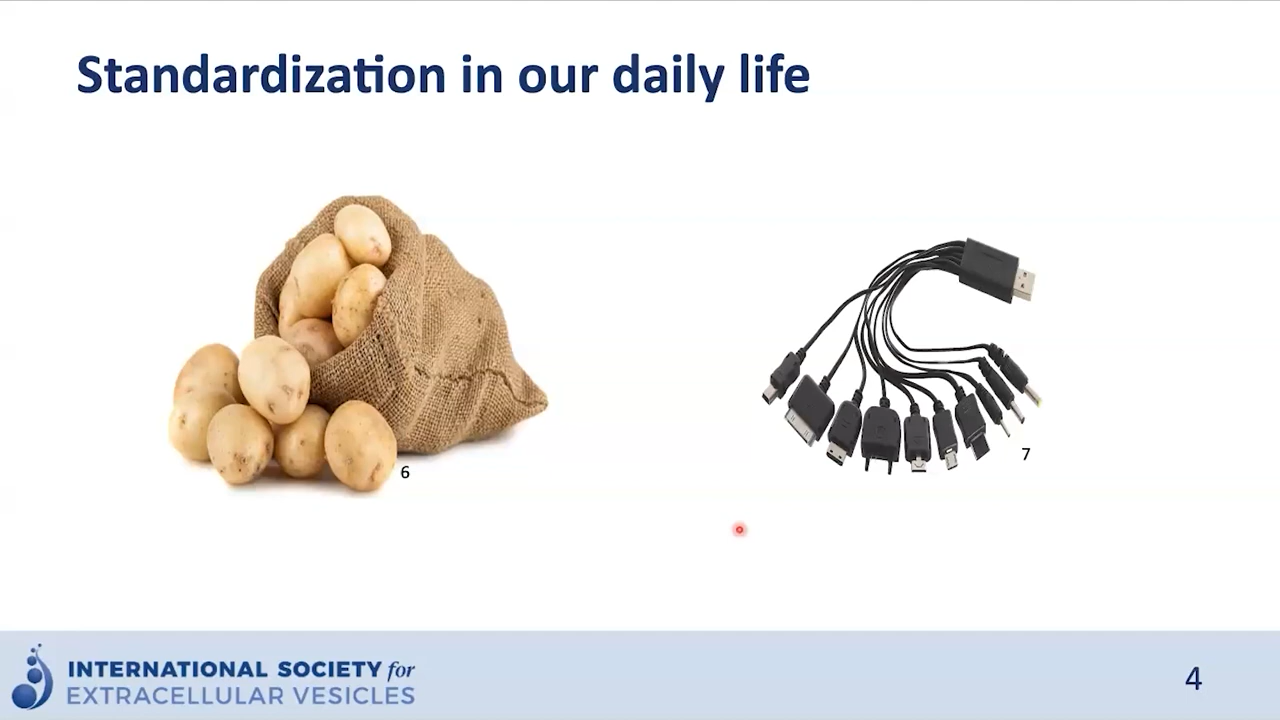 Standardization in our daily life
6
7
INTERNATIONAL SOCIETY for
EXTRACELLULAR VESICLES
4